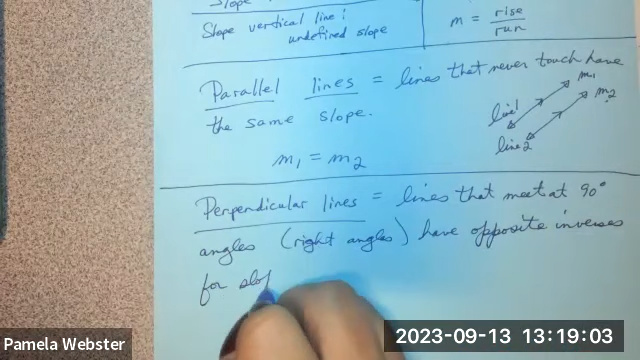 Slope
Slope vertical line:
undefined slope
m = rise
run
Parallel lines = lines that never touch have
the same slope.
m₁ = m₂
line 1
m₁
line 2
m₂
Perpendicular lines = lines that meet at 90°
angles (right angles) have opposite inverses
for slop
Pamela Webster
2023-09-13 13:19:03